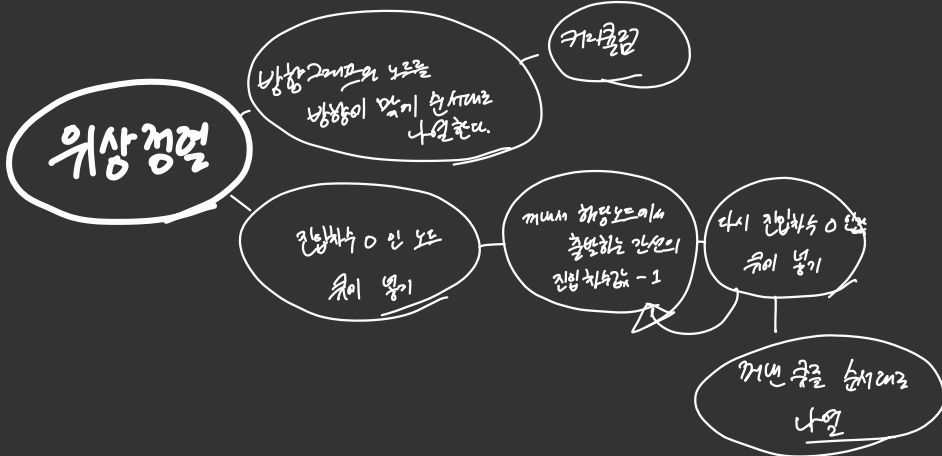 위상정렬
방향그래프의 노드를
방향이 맞게 순서대로
나열한다.
커리큘럼
진입차수 0 인 노드
큐에 넣기
꺼내서 해당노드에서
출발하는 간선의
진입차수값 - 1
다시 진입차수 0
큐에 넣기
꺼낸 순서대로
나열